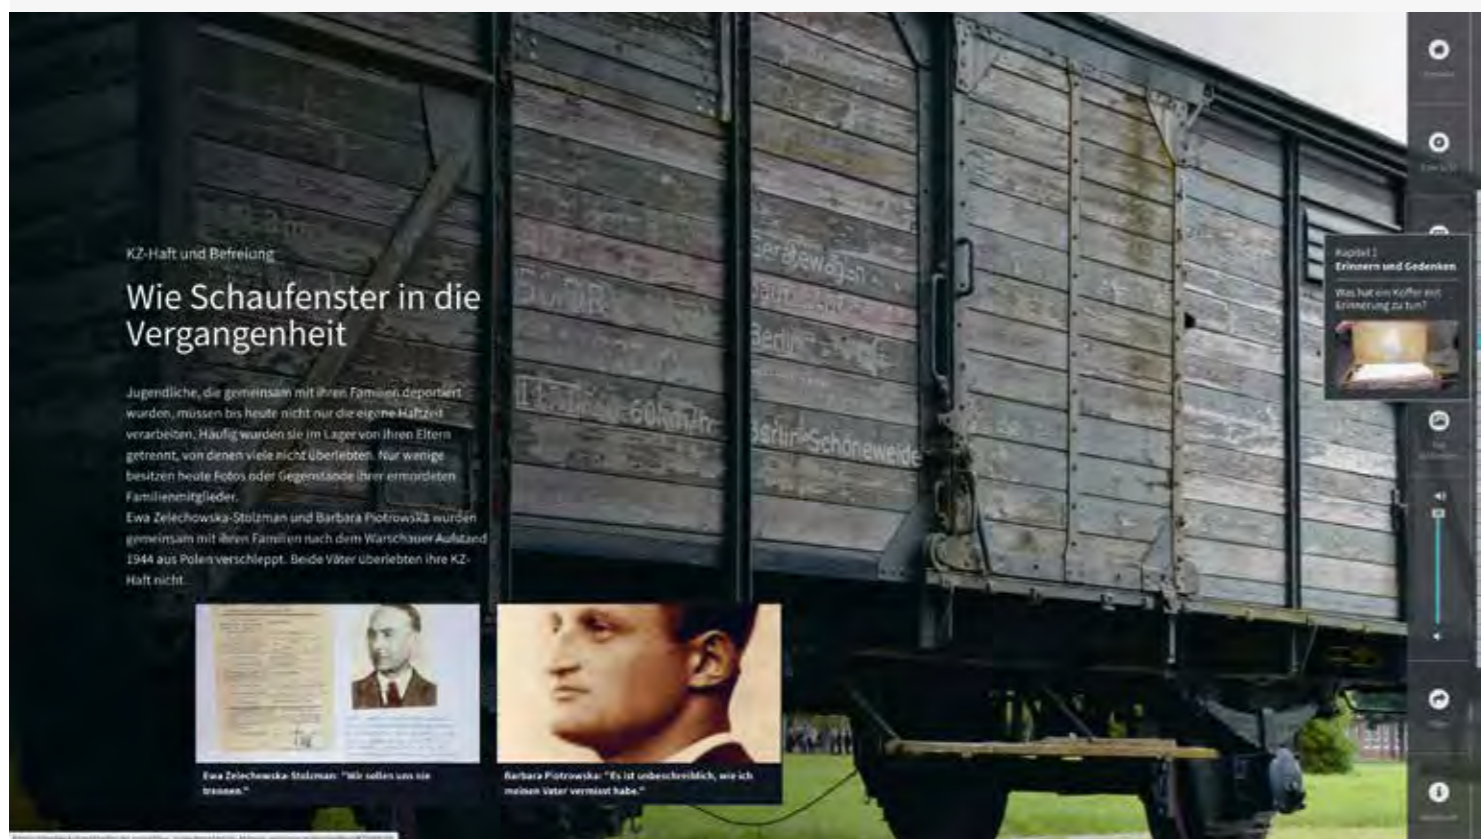 KZ-Haft und Befreiung
Wie Schaufenster in die
Vergangenheit
Jugendliche, die gemeinsam mit ihren Familien deportiert
wurden, müssen bis heute nicht nur die eigene Haftzeit
verarbeiten. Häufig wurden sie im Lager von ihren Eltern
getrennt, von denen viele nicht überlebten. Nur wenige
besitzen heute Fotos oder Gegenstände ihrer ermordeten
Familienmitglieder.
Ewa Zelechowska-Stolzman und Barbara Piotrowska wurden
gemeinsam mit ihren Familien nach dem Warschauer Aufstand
1944 aus Polen verschleppt. Beide Väter überlebten ihre KZ-
Haft nicht.
Ewa Zelechowska-Stolzman: "Wir sollen uns nie
trennen."
Barbara Piotrowska: "Es ist unbeschreiblich, wie ich
meinen Vater vermisst habe."
Gerätewagen
Berlin
60km/h
Berlin-Schöneweide
Kapitel 1
Erinnern und Gedenken
Was hat ein Koffer mit
Erinnerung zu tun?